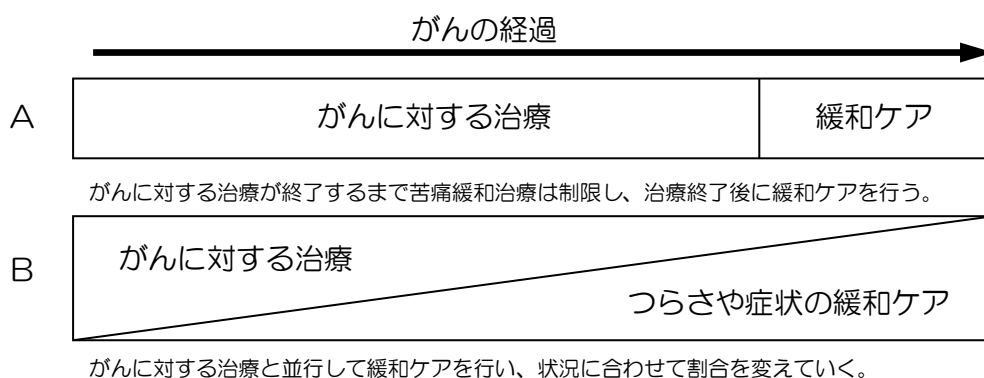 がんの経過
A
がんに対する治療
緩和ケア
がんに対する治療が終了するまで苦痛緩和治療は制限し、治療終了後に緩和ケアを行う。
B
がんに対する治療
つらさや症状の緩和ケア
がんに対する治療と並行して緩和ケアを行い、状況に合わせて割合を変えていく。